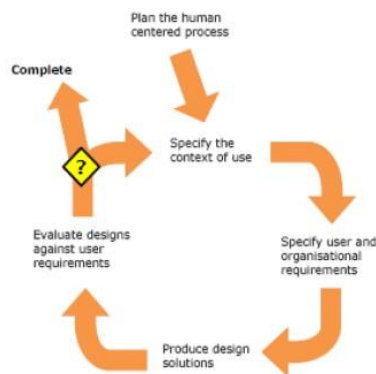 Plan the human
centered process
Complete
?
Specify the
context of use
Evaluate designs
against user
requirements
Specify user and
organisational
requirements
Produce design
solutions